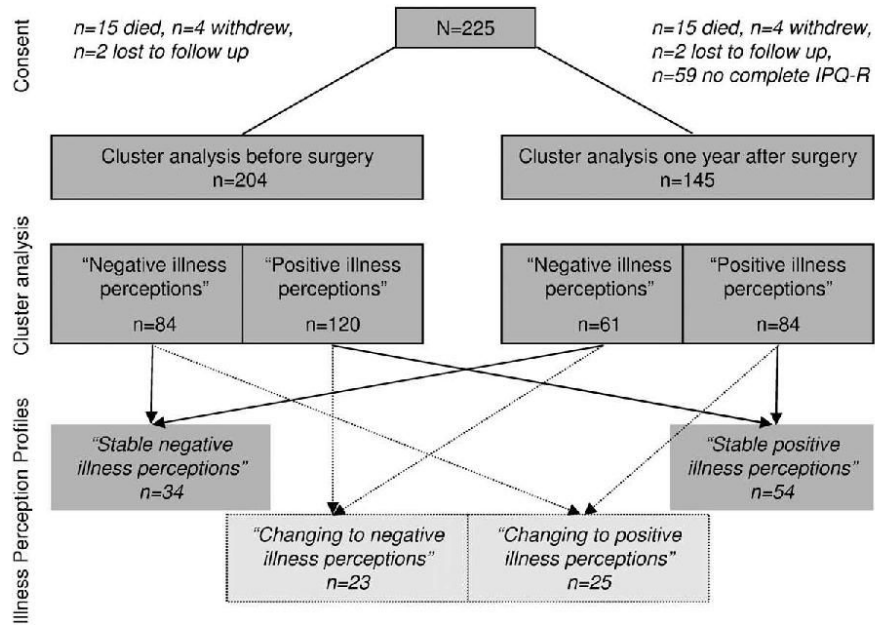 Consent
n=15 died, n=4 withdrew,
n=2 lost to follow up
N=225
n=15 died, n=4 withdrew,
n=2 lost to follow up,
n=59 no complete IPQ-R
Cluster analysis before surgery
n=204
Cluster analysis one year after surgery
n=145
Cluster analysis
“Negative illness
perceptions”
n=84
“Positive illness
perceptions”
n=120
“Negative illness
perceptions”
n=61
“Positive illness
perceptions”
n=84
Illness Perception Profiles
“Stable negative
illness perceptions”
n=34
“Stable positive
illness perceptions”
n=54
“Changing to negative
illness perceptions”
n=23
“Changing to positive
illness perceptions”
n=25